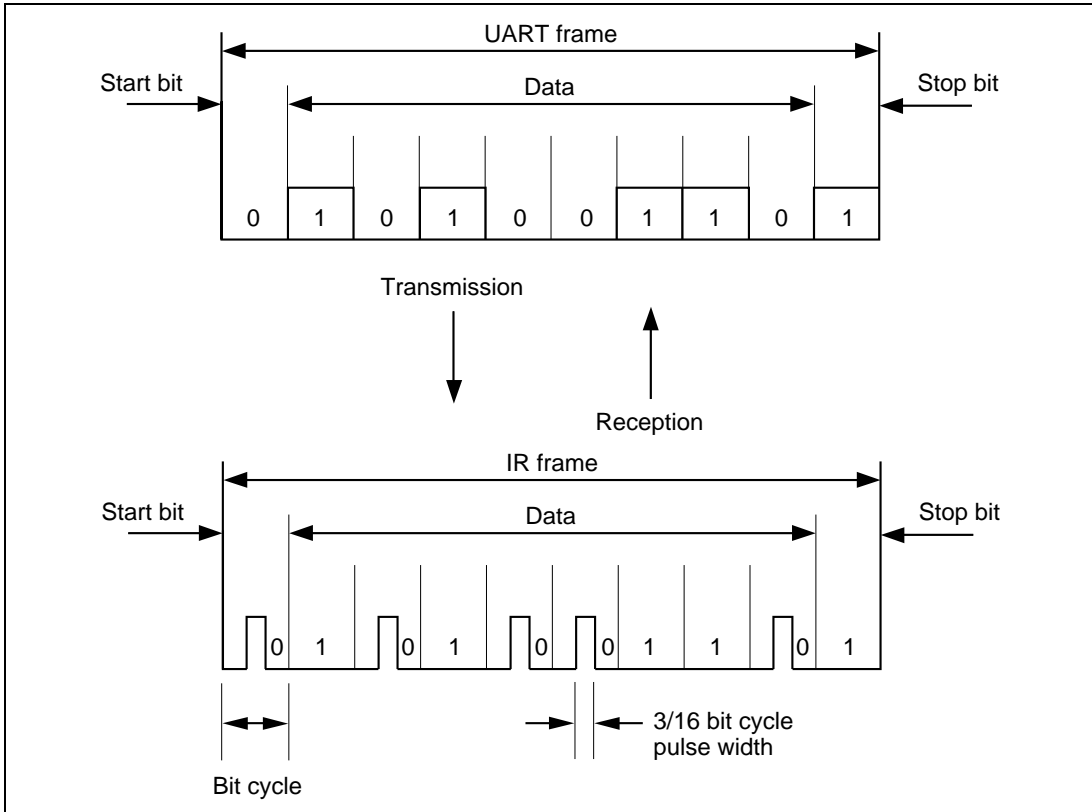 UART frame
Start bit
Data
Stop bit
0 1 0 1 0 0 1 1 0 1
Transmission
Reception
IR frame
Start bit
Data
Stop bit
0 1 0 1 0 0 1 1 0 1
3/16 bit cycle
pulse width
Bit cycle